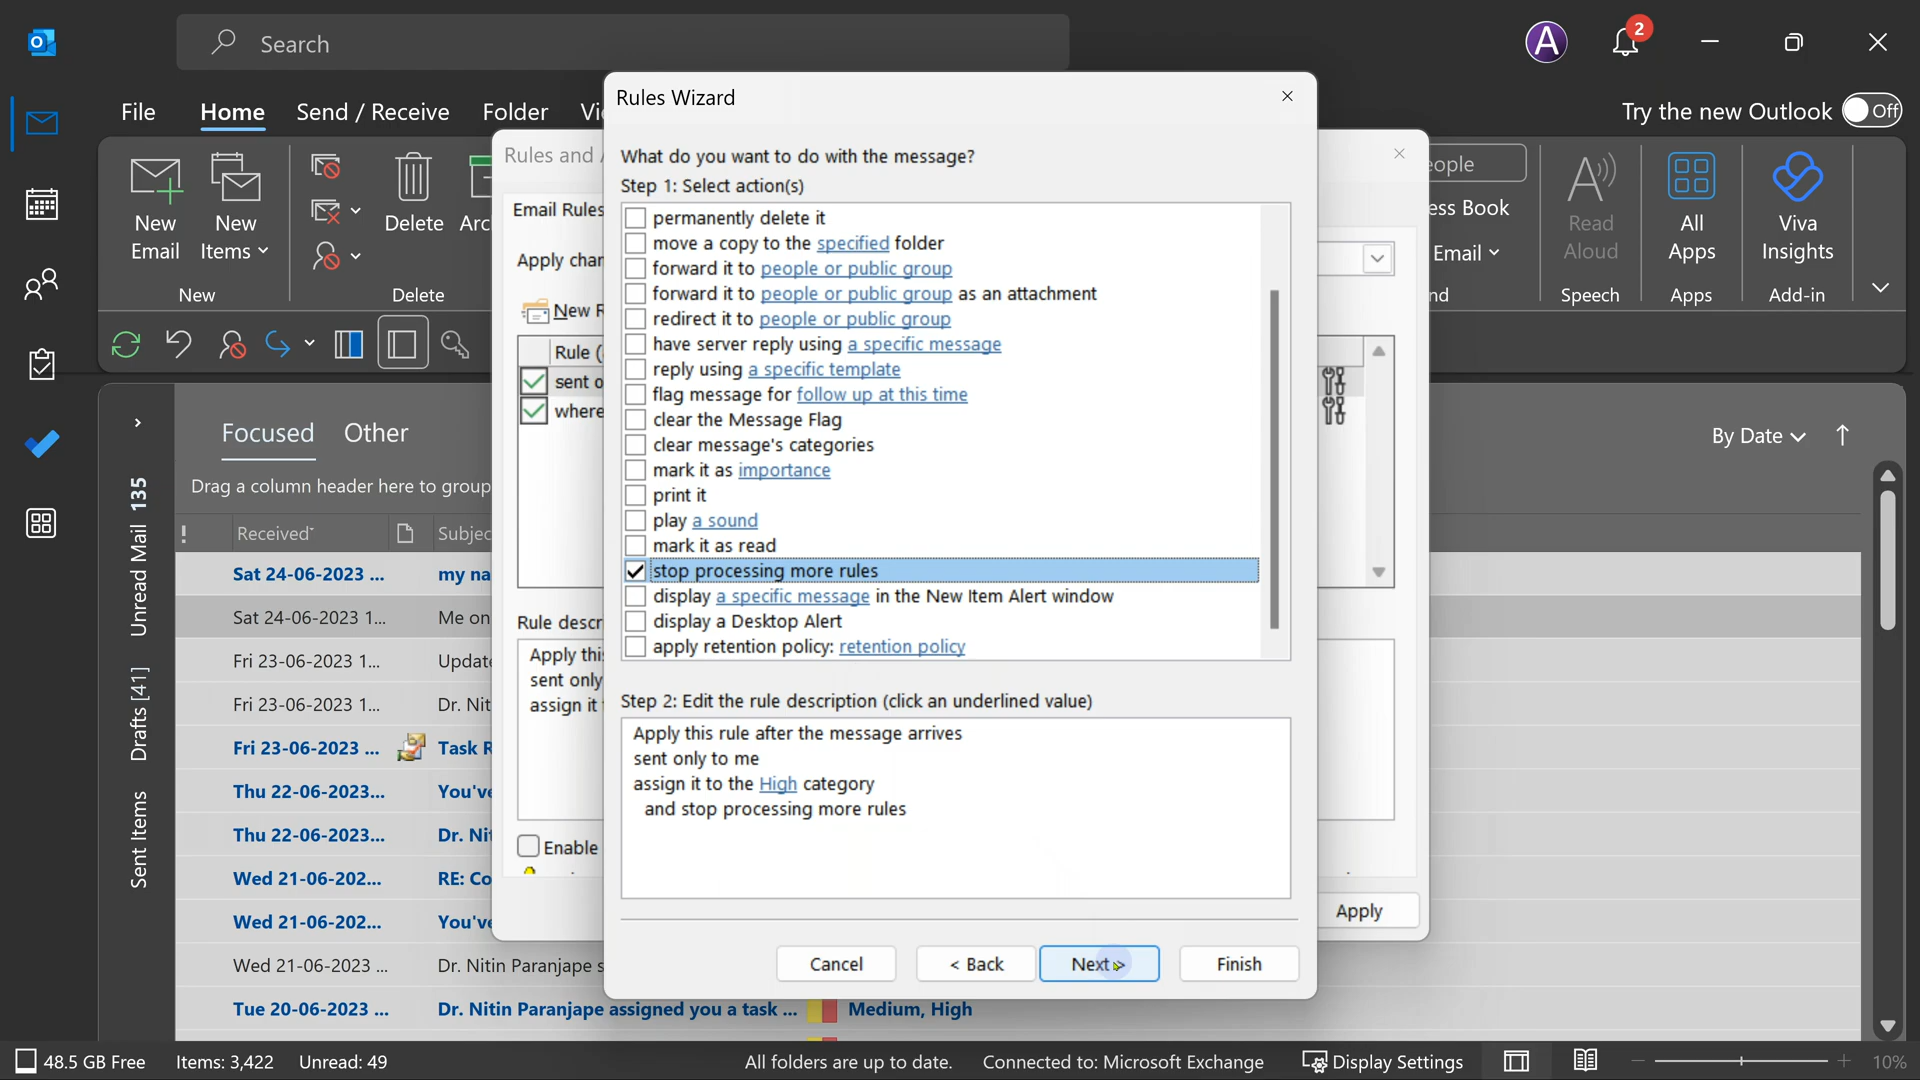 Search
A
2
File Home Send / Receive Folder
Try the new Outlook Off
Rules Wizard
Rules and
What do you want to do with the message?
Step 1: Select action(s)
New
Email
New
Items
Delete
New
Delete
ess Book
Email
Read
Aloud
Speech
All
Apps
Apps
Viva
Insights
Add-in
Email Rules
New
Rule (
sent o
where
permanently delete it
move a copy to the specified folder
forward it to people or public group
forward it to people or public group as an attachment
redirect it to people or public group
have server reply using a specific message
reply using a specific template
flag message for follow up at this time
clear the Message Flag
clear message's categories
mark it as importance
print it
play a sound
mark it as read
stop processing more rules
display a specific message in the New Item Alert window
display a Desktop Alert
apply retention policy: retention policy
Step 2: Edit the rule description (click an underlined value)
Apply this rule after the message arrives
sent only to me
assign it to the High category
and stop processing more rules
Cancel
< Back
Next >
Finish
Apply
Rule descr
Apply this
sent only
assign it
Enable
Unread Mail 135
Drafts [41]
Sent Items
Focused Other
By Date
Drag a column header here to group
! Received Subjec
Sat 24-06-2023 ... my na
Sat 24-06-2023 1... Me on
Fri 23-06-2023 1... Update
Fri 23-06-2023 1... Dr. Nit
Fri 23-06-2023 ... Task R
Thu 22-06-2023... You've
Thu 22-06-2023... Dr. Nit
Wed 21-06-202... RE: Co
Wed 21-06-202... You've
Wed 21-06-2023 ... Dr. Nitin Paranjape s
Tue 20-06-2023 ... Dr. Nitin Paranjape assigned you a task ... Medium, High
48.5 GB Free Items: 3,422 Unread: 49 All folders are up to date. Connected to: Microsoft Exchange Display Settings 10%